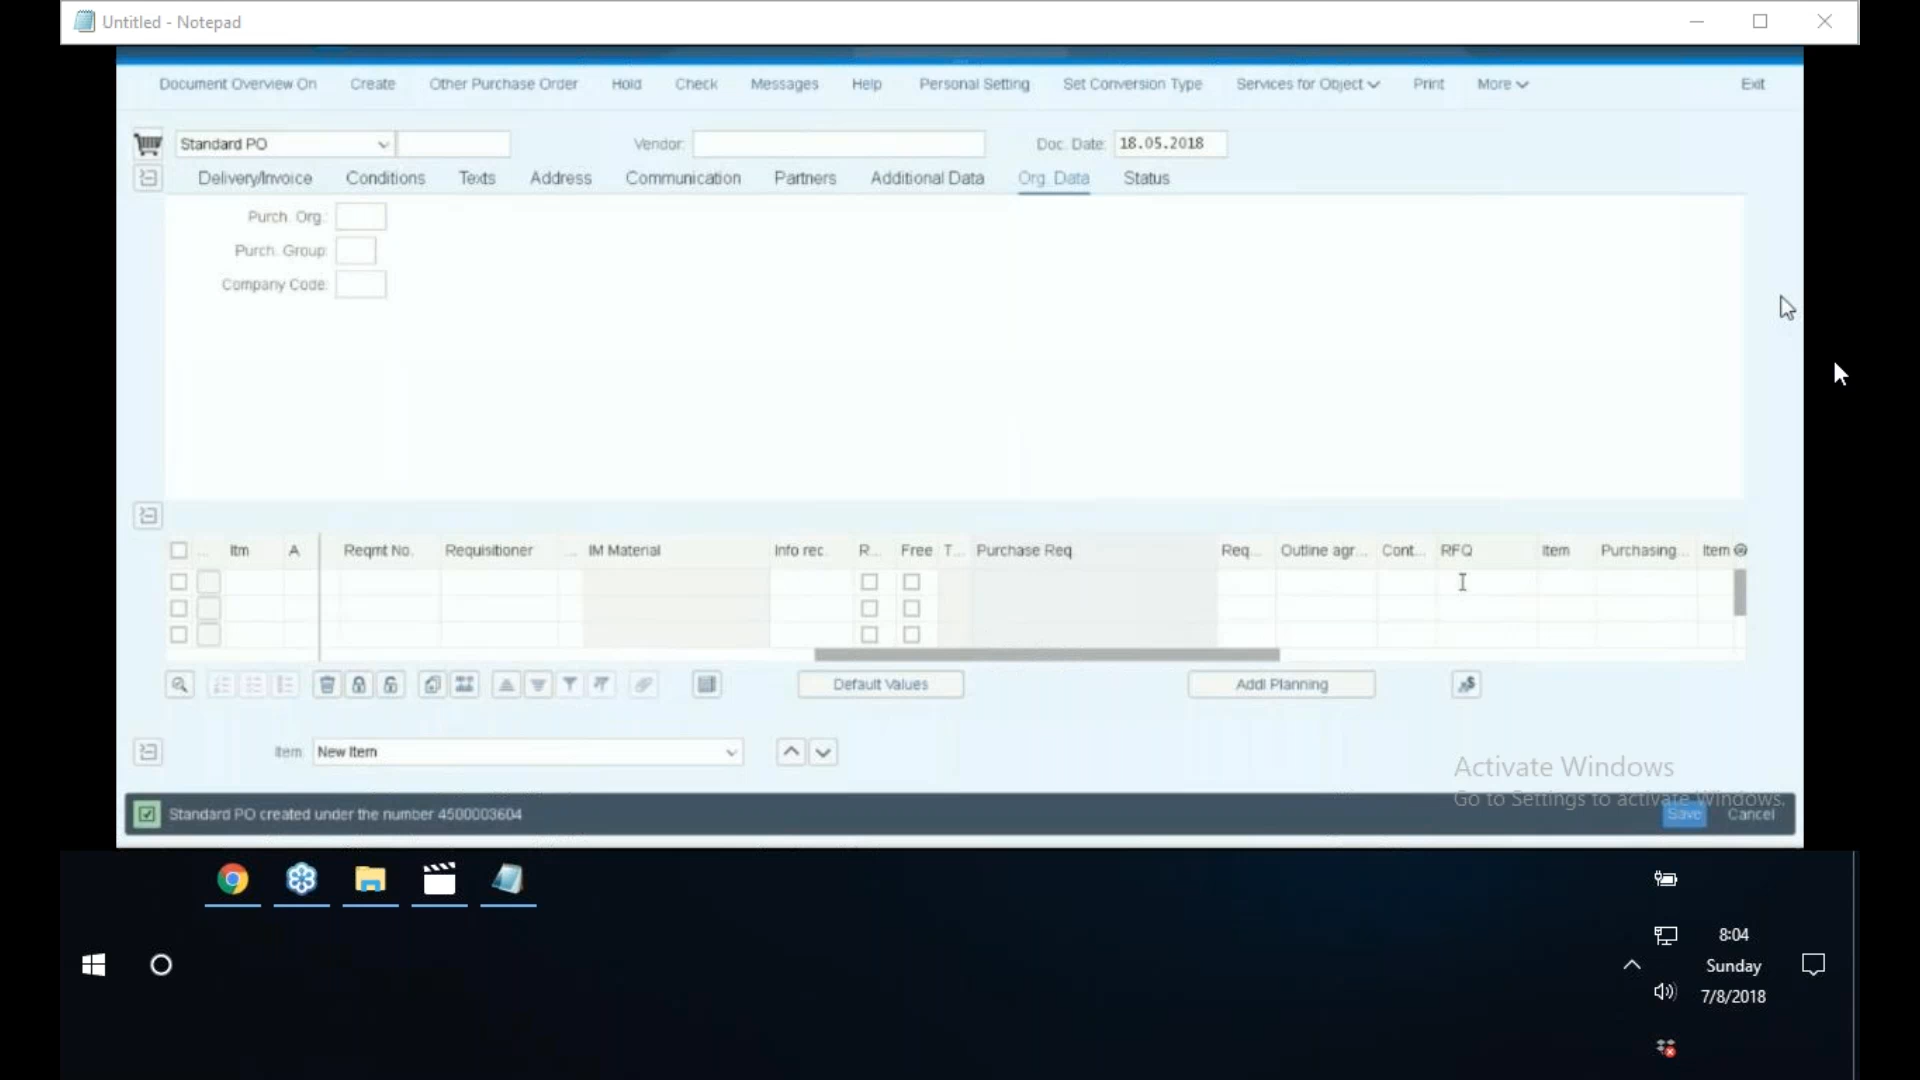 Untitled - Notepad
Document Overview On Create Other Purchase Order Hold Check Messages Help Personal Setting Set Conversion Type Services for Object Print More Exit
Standard PO Vendor: Doc. Date: 18.05.2018
Delivery/Invoice Conditions Texts Address Communication Partners Additional Data Org. Data Status
Purch. Org.:
Purch. Group:
Company Code:
... Itm A Reqmt No. Requisitioner ... IM Material Info rec. R... Free T... Purchase Req. Req... Outline agr... Cont... RFQ Item Purchasing... Item
Default Values Addl Planning
Item: New Item
Activate Windows
Go to Settings to activate Windows.
Standard PO created under the number 4500003604 Save Cancel
8:04
Sunday
7/8/2018